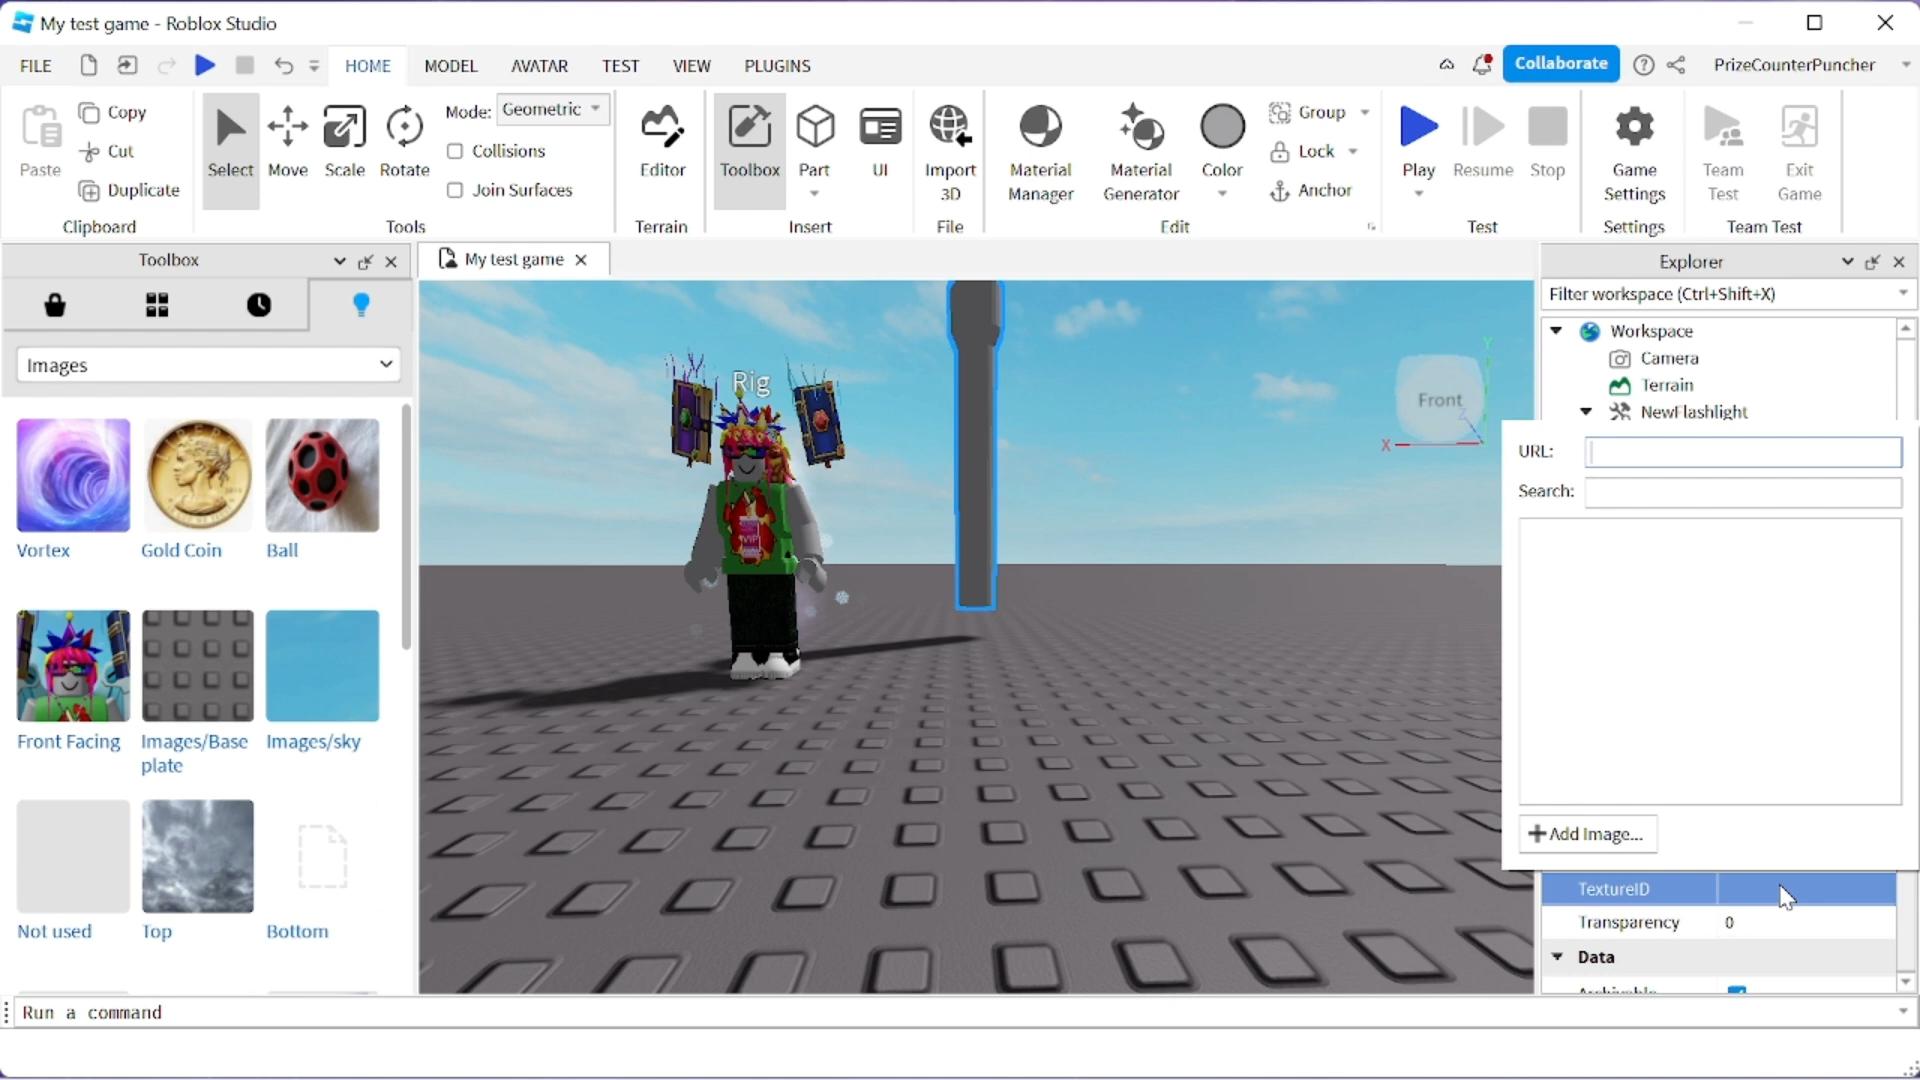 My test game - Roblox Studio
FILE HOME MODEL AVATAR TEST VIEW PLUGINS Collaborate PrizeCounterPuncher
Paste Copy Cut Duplicate
Clipboard
Select Move Scale Rotate Mode: Geometric
Collisions
Join Surfaces
Tools
Editor
Terrain
Toolbox Part UI
Insert
Import 3D
File
Material Manager Material Generator Color Group Lock Anchor
Edit
Play Resume Stop
Test
Game Settings
Settings
Team Test Exit Game
Team Test
Toolbox
My test game
Explorer
Images
Vortex Gold Coin Ball
Front Facing Images/Base plate Images/sky
Not used Top Bottom
Rig
VIP
Front
X
Y
Z
Filter workspace (Ctrl+Shift+X)
Workspace
Camera
Terrain
NewFlashlight
URL:
Search:
Add Image...
TextureID
Transparency 0
Data
Archivable
Run a command